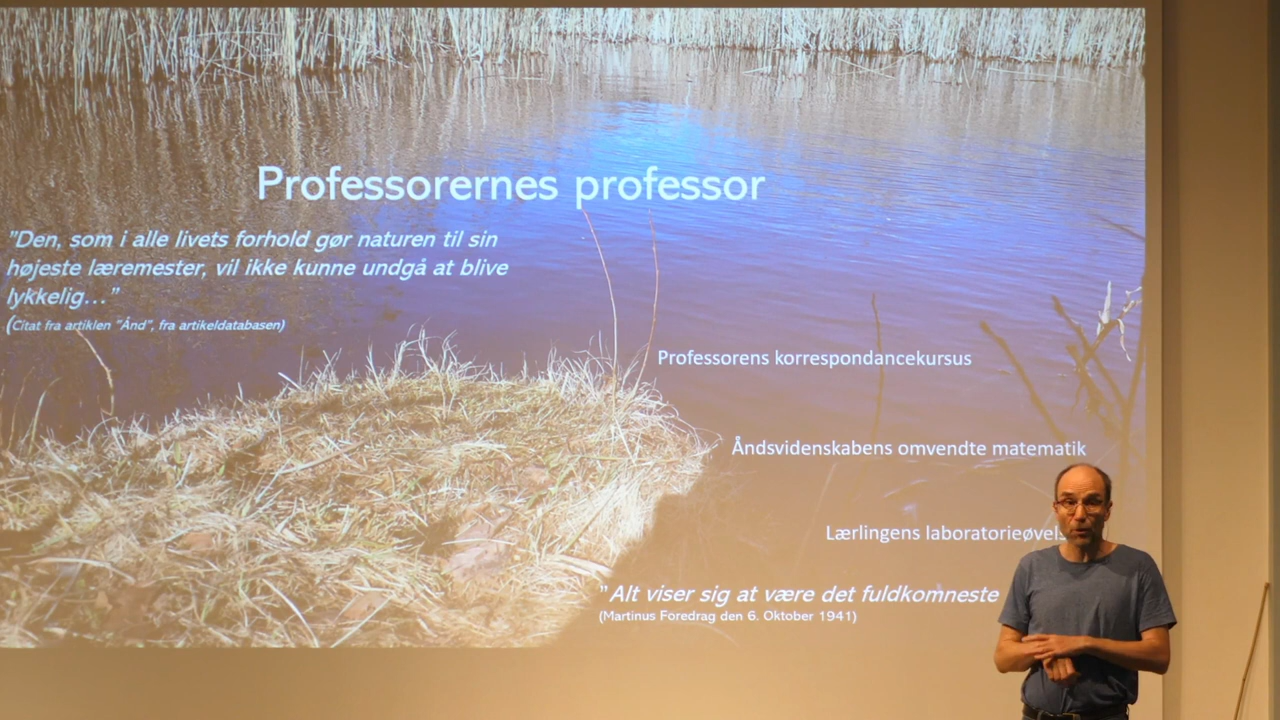 Professorernes professor
"Den, som i alle livets forhold gør naturen til sin
højeste læremester, vil ikke kunne undgå at blive
lykkelig…"
(Citat fra artiklen "Ånd", fra artikeldatabasen)
Professorens korrespondancekursus
Åndsvidenskabens omvendte matematik
Lærlingens
"Alt viser sig at være det fuldkomneste
(Martinus Foredrag den 6. Oktober 1941)